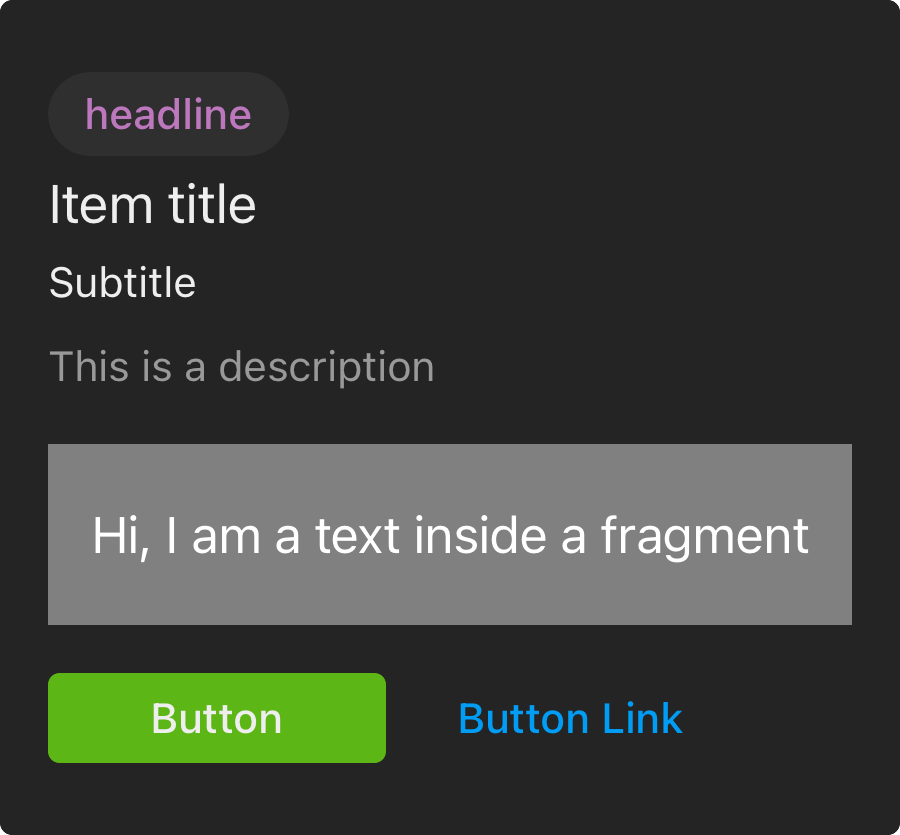 headline
Item title
Subtitle
This is a description
Hi, I am a text inside a fragment
Button
Button Link